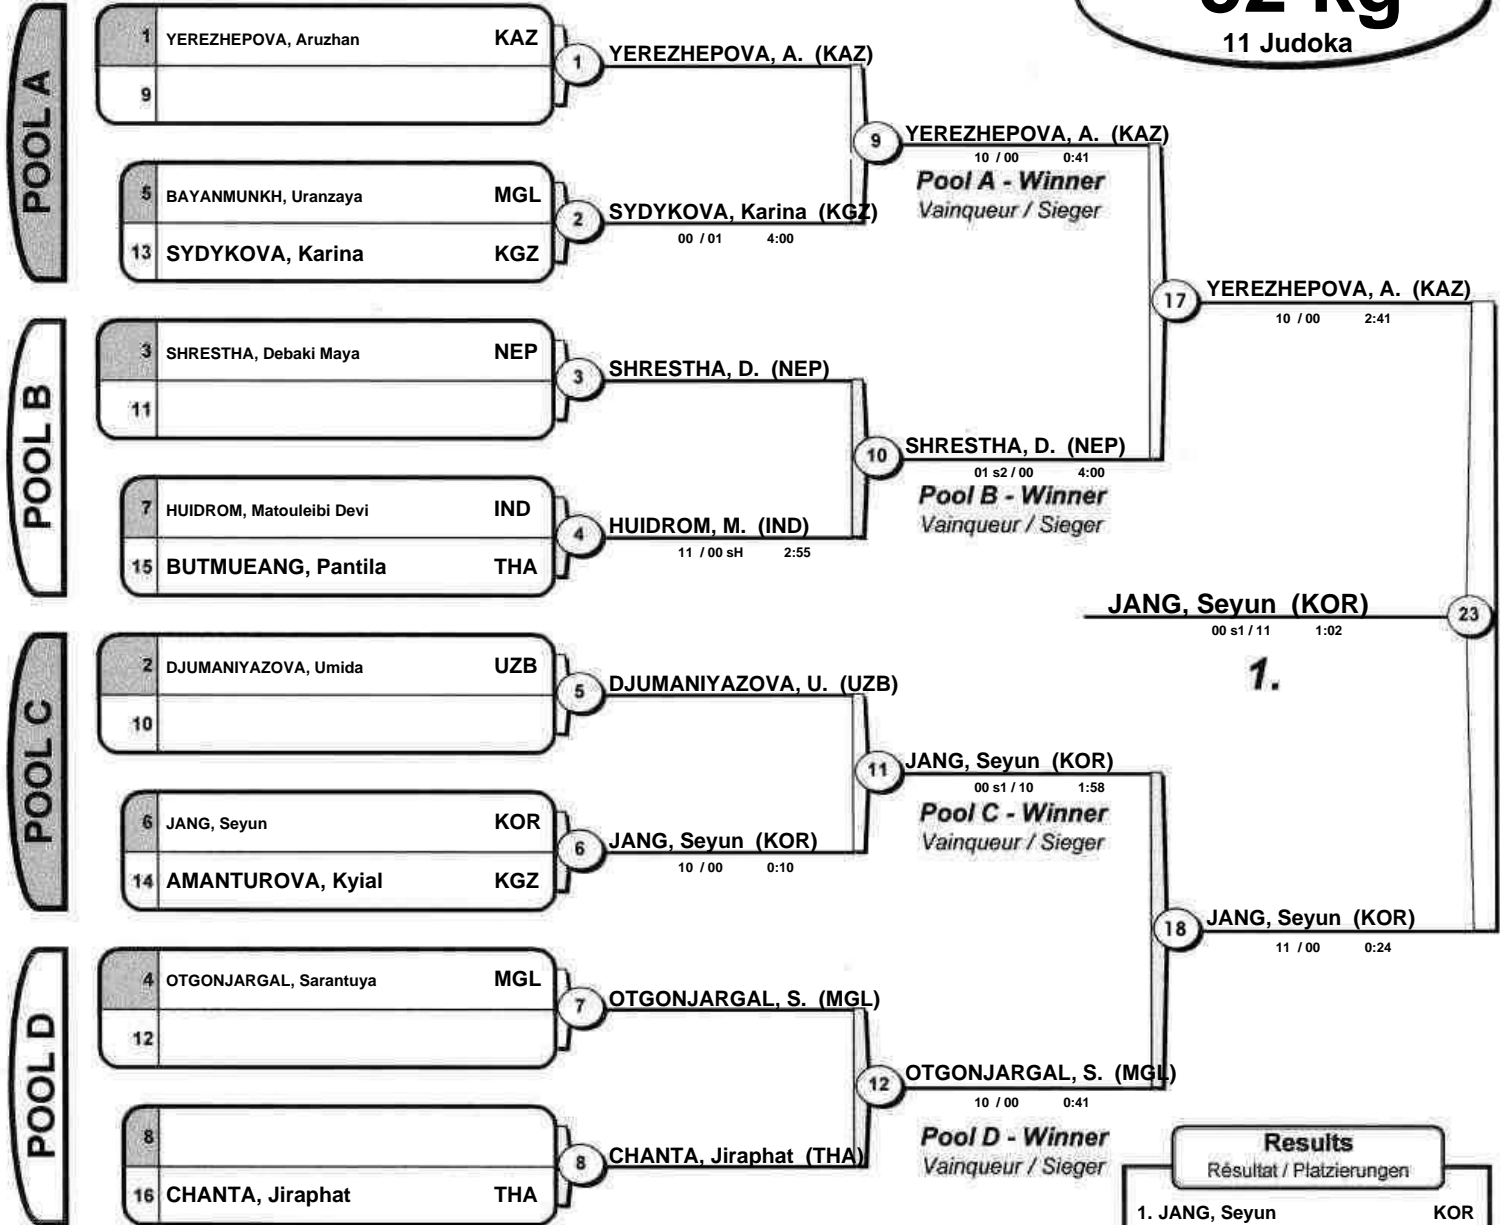 11 Judoka
POOL A
1 YEREZHEPOVA, Aruzhan KAZ
9
1 YEREZHEPOVA, A. (KAZ)
5 BAYANMUNKH, Uranzaya MGL
13 SYDYKOVA, Karina KGZ
2 SYDYKOVA, Karina (KGZ)
00 / 01 4:00
9 YEREZHEPOVA, A. (KAZ)
10 / 00 0:41
Pool A - Winner
Vainqueur / Sieger
POOL B
3 SHRESTHA, Debaki Maya NEP
11
3 SHRESTHA, D. (NEP)
7 HUIDROM, Matouleibi Devi IND
15 BUTMUEANG, Pantila THA
4 HUIDROM, M. (IND)
11 / 00 sH 2:55
10 SHRESTHA, D. (NEP)
01 s2 / 00 4:00
Pool B - Winner
Vainqueur / Sieger
17 YEREZHEPOVA, A. (KAZ)
10 / 00 2:41
JANG, Seyun (KOR) 23
00 s1 / 11 1:02
1.
POOL C
2 DJUMANIYAZOVA, Umida UZB
10
5 DJUMANIYAZOVA, U. (UZB)
6 JANG, Seyun KOR
14 AMANTUROVA, Kyial KGZ
6 JANG, Seyun (KOR)
10 / 00 0:10
11 JANG, Seyun (KOR)
00 s1 / 10 1:58
Pool C - Winner
Vainqueur / Sieger
POOL D
4 OTGONJARGAL, Sarantuya MGL
12
7 OTGONJARGAL, S. (MGL)
8
16 CHANTA, Jiraphat THA
8 CHANTA, Jiraphat (THA)
12 OTGONJARGAL, S. (MGL)
10 / 00 0:41
Pool D - Winner
Vainqueur / Sieger
18 JANG, Seyun (KOR)
11 / 00 0:24
Results
Résultat / Platzierungen
1. JANG, Seyun KOR